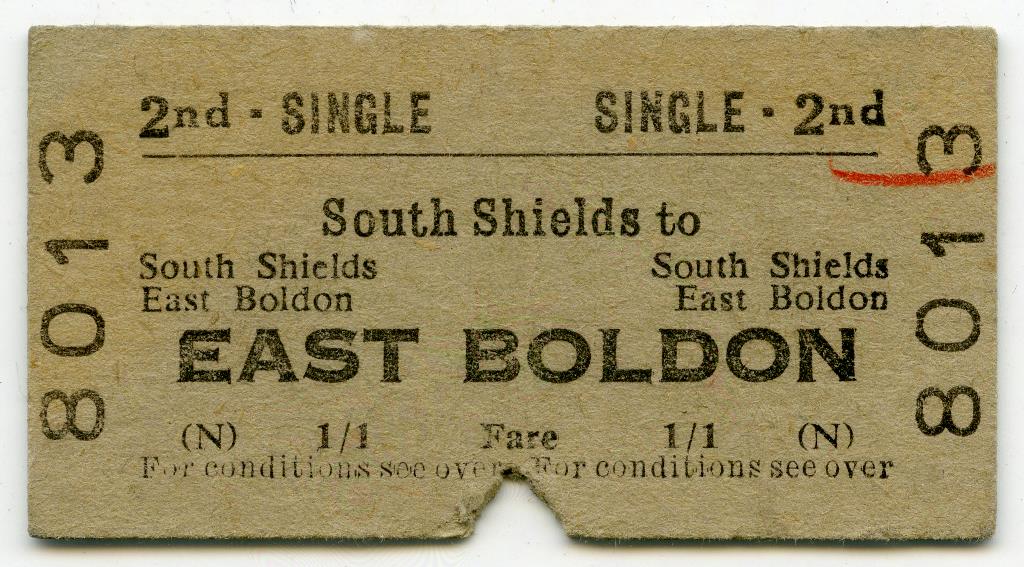 2nd · SINGLE SINGLE · 2nd
South Shields to
South Shields South Shields
East Boldon East Boldon
EAST BOLDON
(N) 1/1 Fare 1/1 (N)
For conditions see over For conditions see over
8013
8013